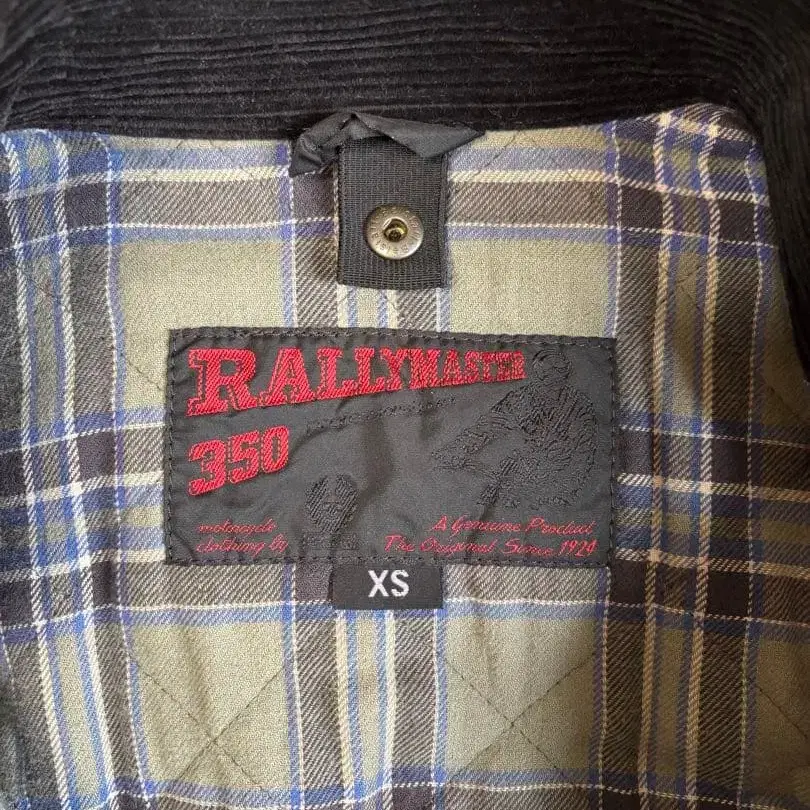 RALLYMASTER
350
motorcycle
clothing by
A Genuine Product
The Original Since 1924
XS